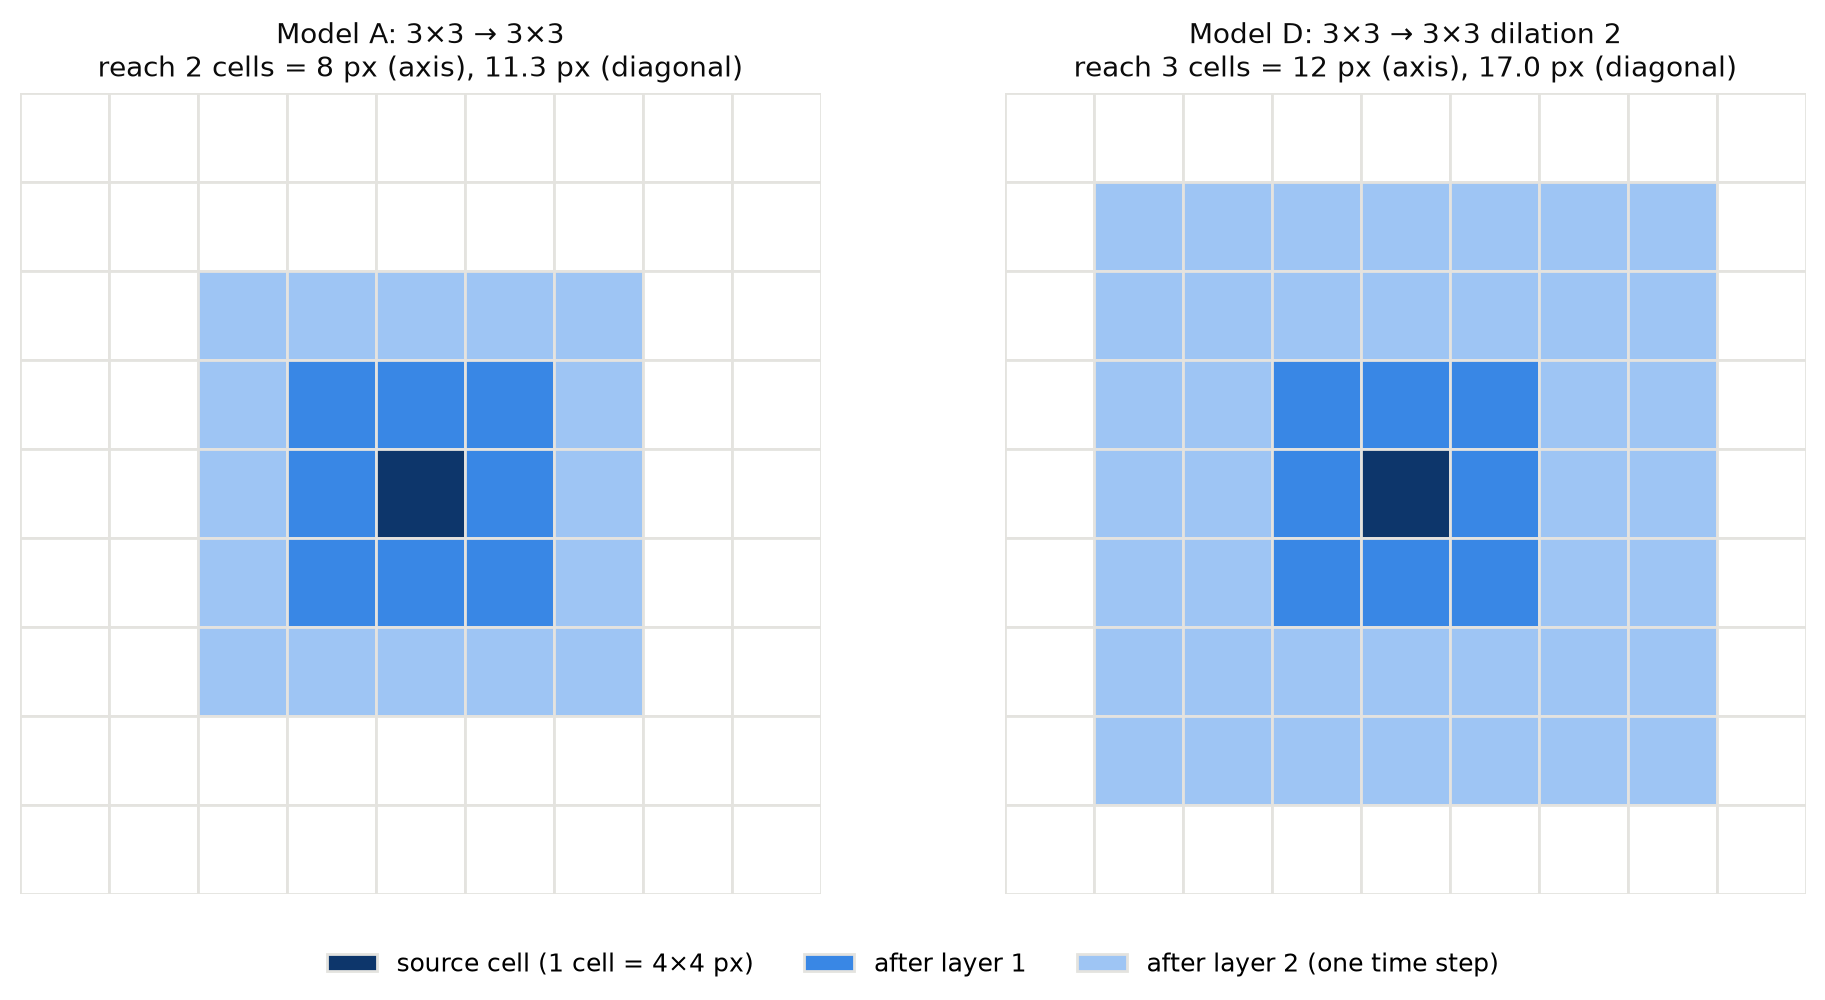 Model A: 3×3 → 3×3
reach 2 cells = 8 px (axis), 11.3 px (diagonal)
Model D: 3×3 → 3×3 dilation 2
reach 3 cells = 12 px (axis), 17.0 px (diagonal)
source cell (1 cell = 4×4 px)
after layer 1
after layer 2 (one time step)